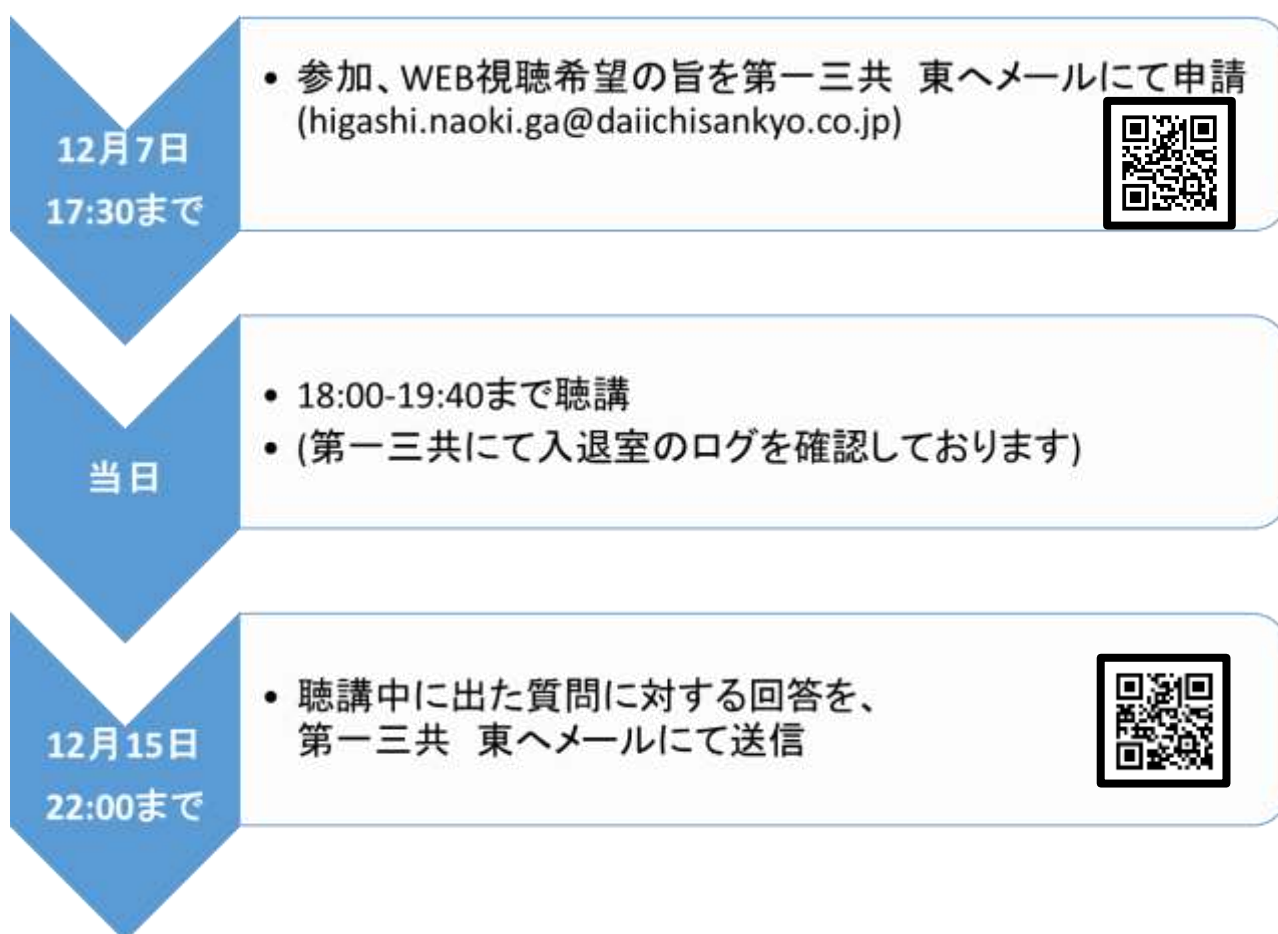 12月7日
17:30まで
• 参加、WEB視聴希望の旨を第一三共　東へメールにて申請
(higashi.naoki.ga@daiichisankyo.co.jp)
当日
• 18:00-19:40まで聴講
• (第一三共にて入退室のログを確認しております)
12月15日
22:00まで
• 聴講中に出た質問に対する回答を、
第一三共　東へメールにて送信